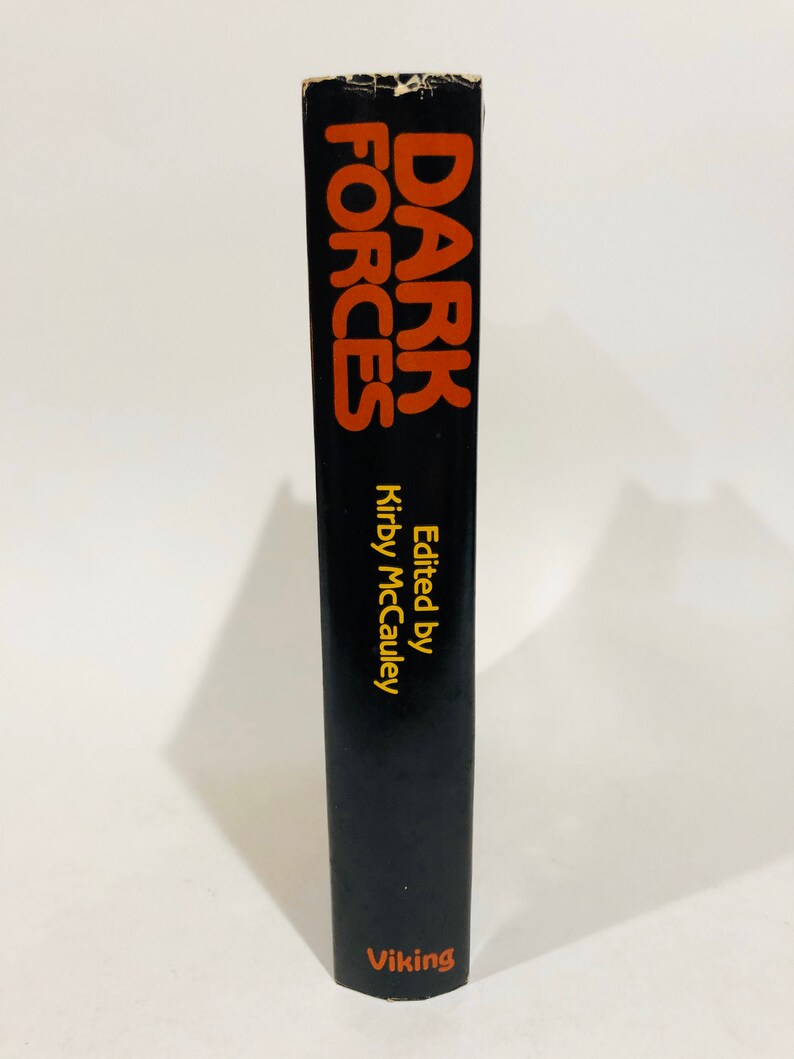 DARK
FORCES
Edited by
Kirby McCauley
Viking